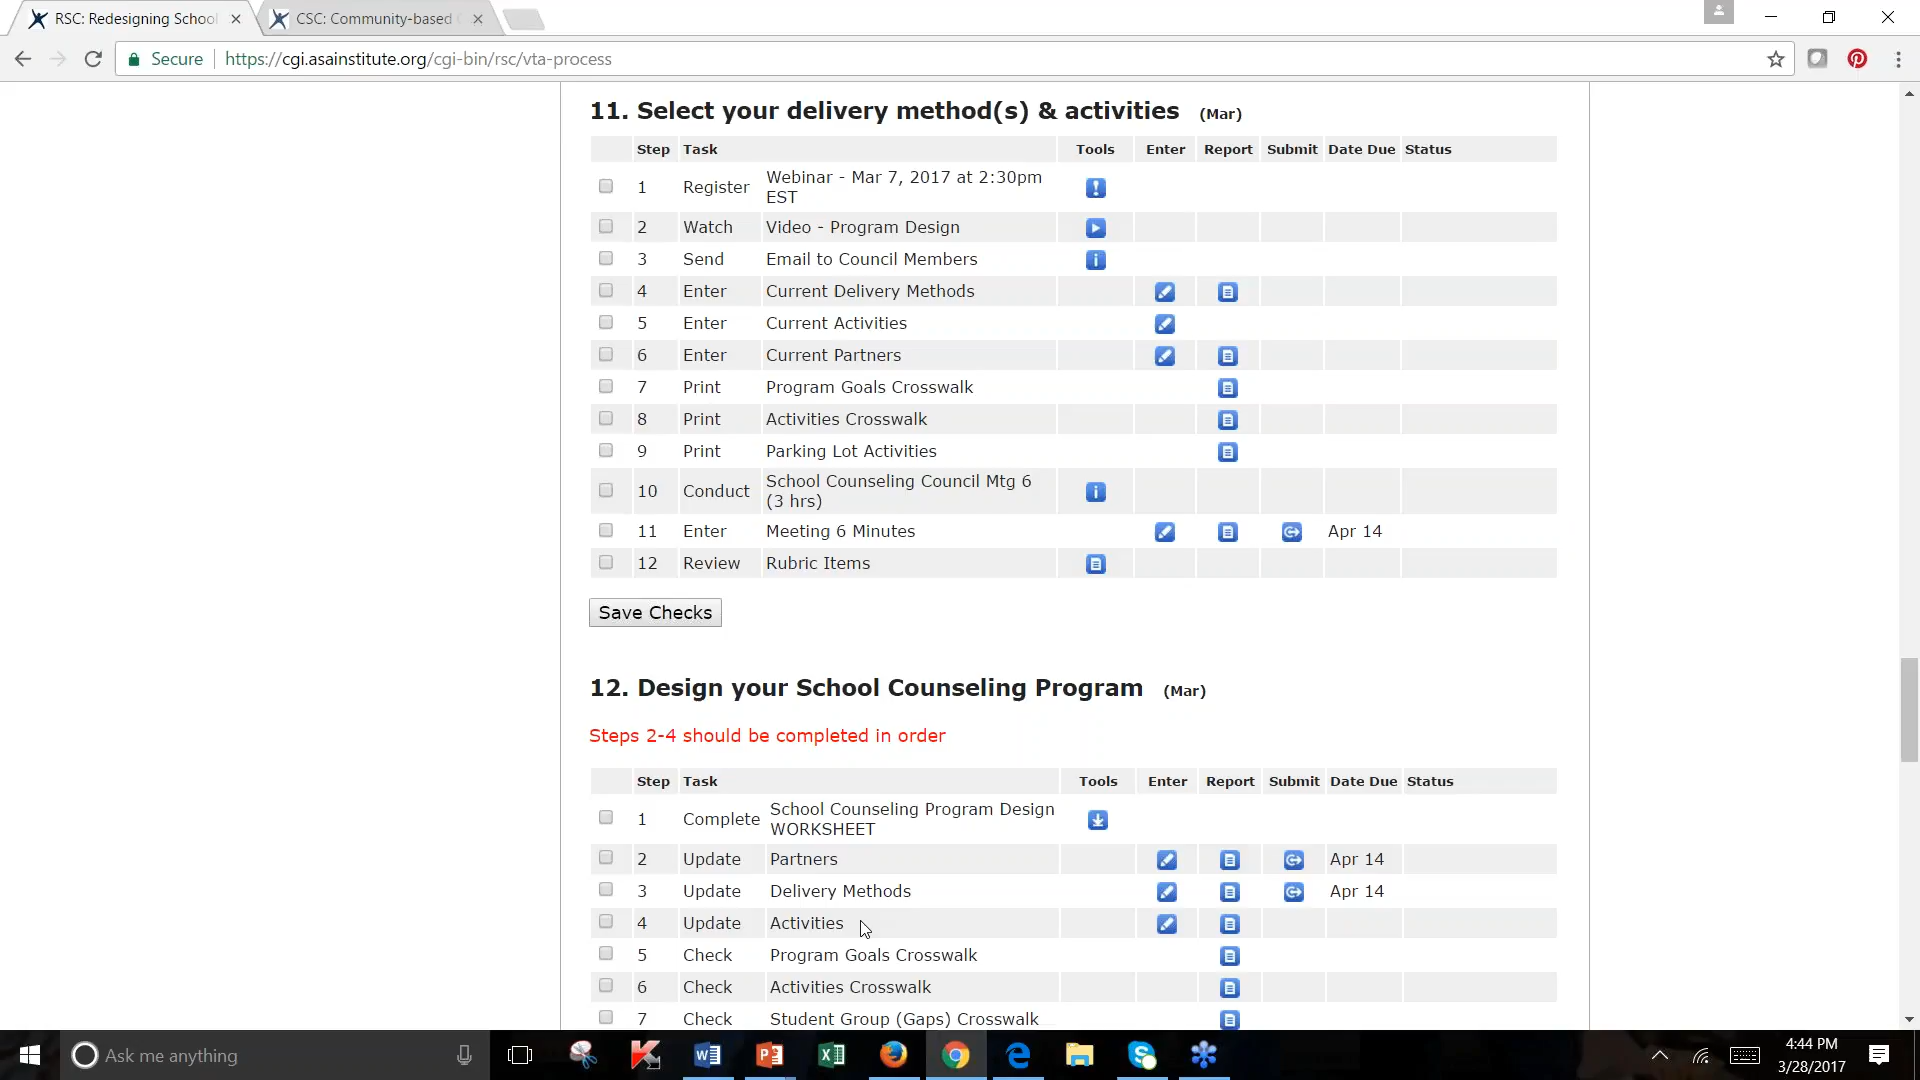 RSC: Redesigning School
CSC: Community-based
Secure
https://cgi.asainstitute.org/cgi-bin/rsc/vta-process
11. Select your delivery method(s) & activities (Mar)
Step Task Tools Enter Report Submit Date Due Status
1 Register Webinar - Mar 7, 2017 at 2:30pm
EST
2 Watch Video - Program Design
3 Send Email to Council Members
4 Enter Current Delivery Methods
5 Enter Current Activities
6 Enter Current Partners
7 Print Program Goals Crosswalk
8 Print Activities Crosswalk
9 Print Parking Lot Activities
10 Conduct School Counseling Council Mtg 6
(3 hrs)
11 Enter Meeting 6 Minutes Apr 14
12 Review Rubric Items
Save Checks
12. Design your School Counseling Program (Mar)
Steps 2-4 should be completed in order
Step Task Tools Enter Report Submit Date Due Status
1 Complete School Counseling Program Design
WORKSHEET
2 Update Partners Apr 14
3 Update Delivery Methods Apr 14
4 Update Activities
5 Check Program Goals Crosswalk
6 Check Activities Crosswalk
7 Check Student Group (Gaps) Crosswalk
Ask me anything
4:44 PM
3/28/2017